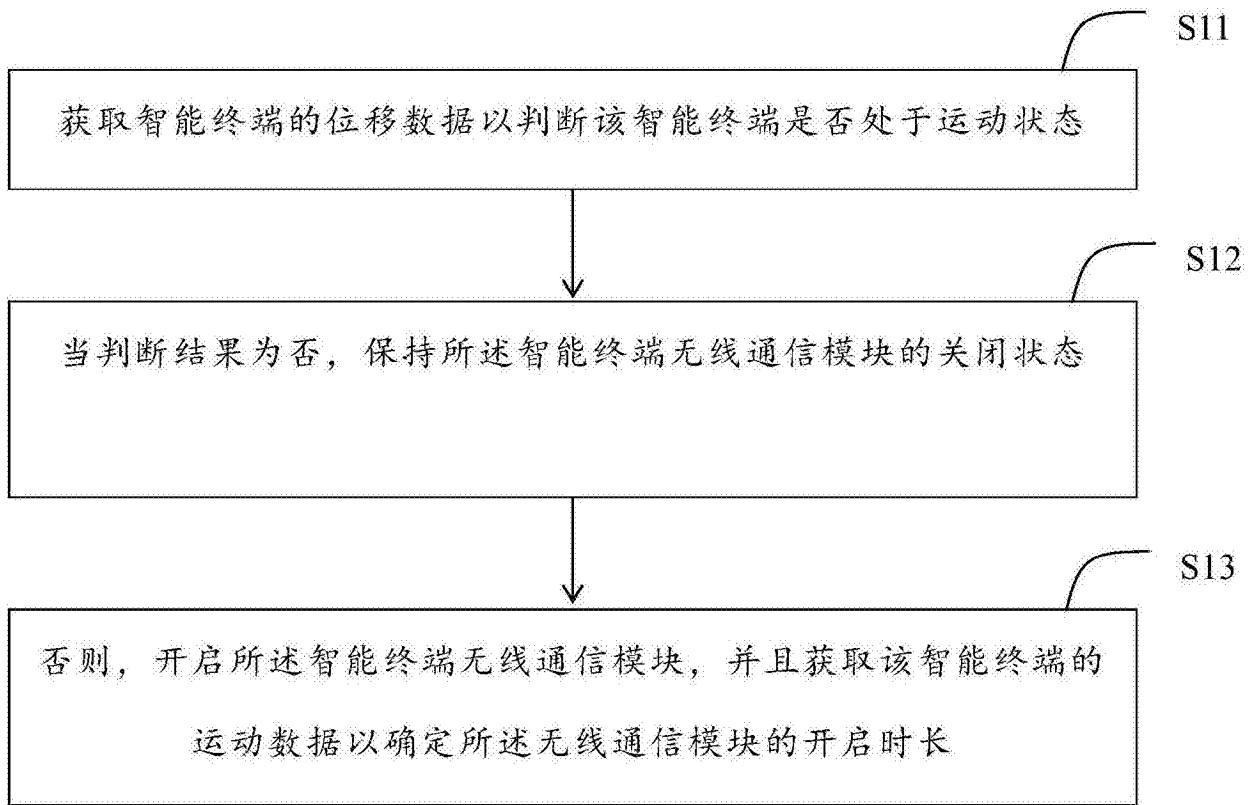 S11
获取智能终端的位移数据以判断该智能终端是否处于运动状态
S12
当判断结果为否，保持所述智能终端无线通信模块的关闭状态
S13
否则，开启所述智能终端无线通信模块，并且获取该智能终端的
运动数据以确定所述无线通信模块的开启时长